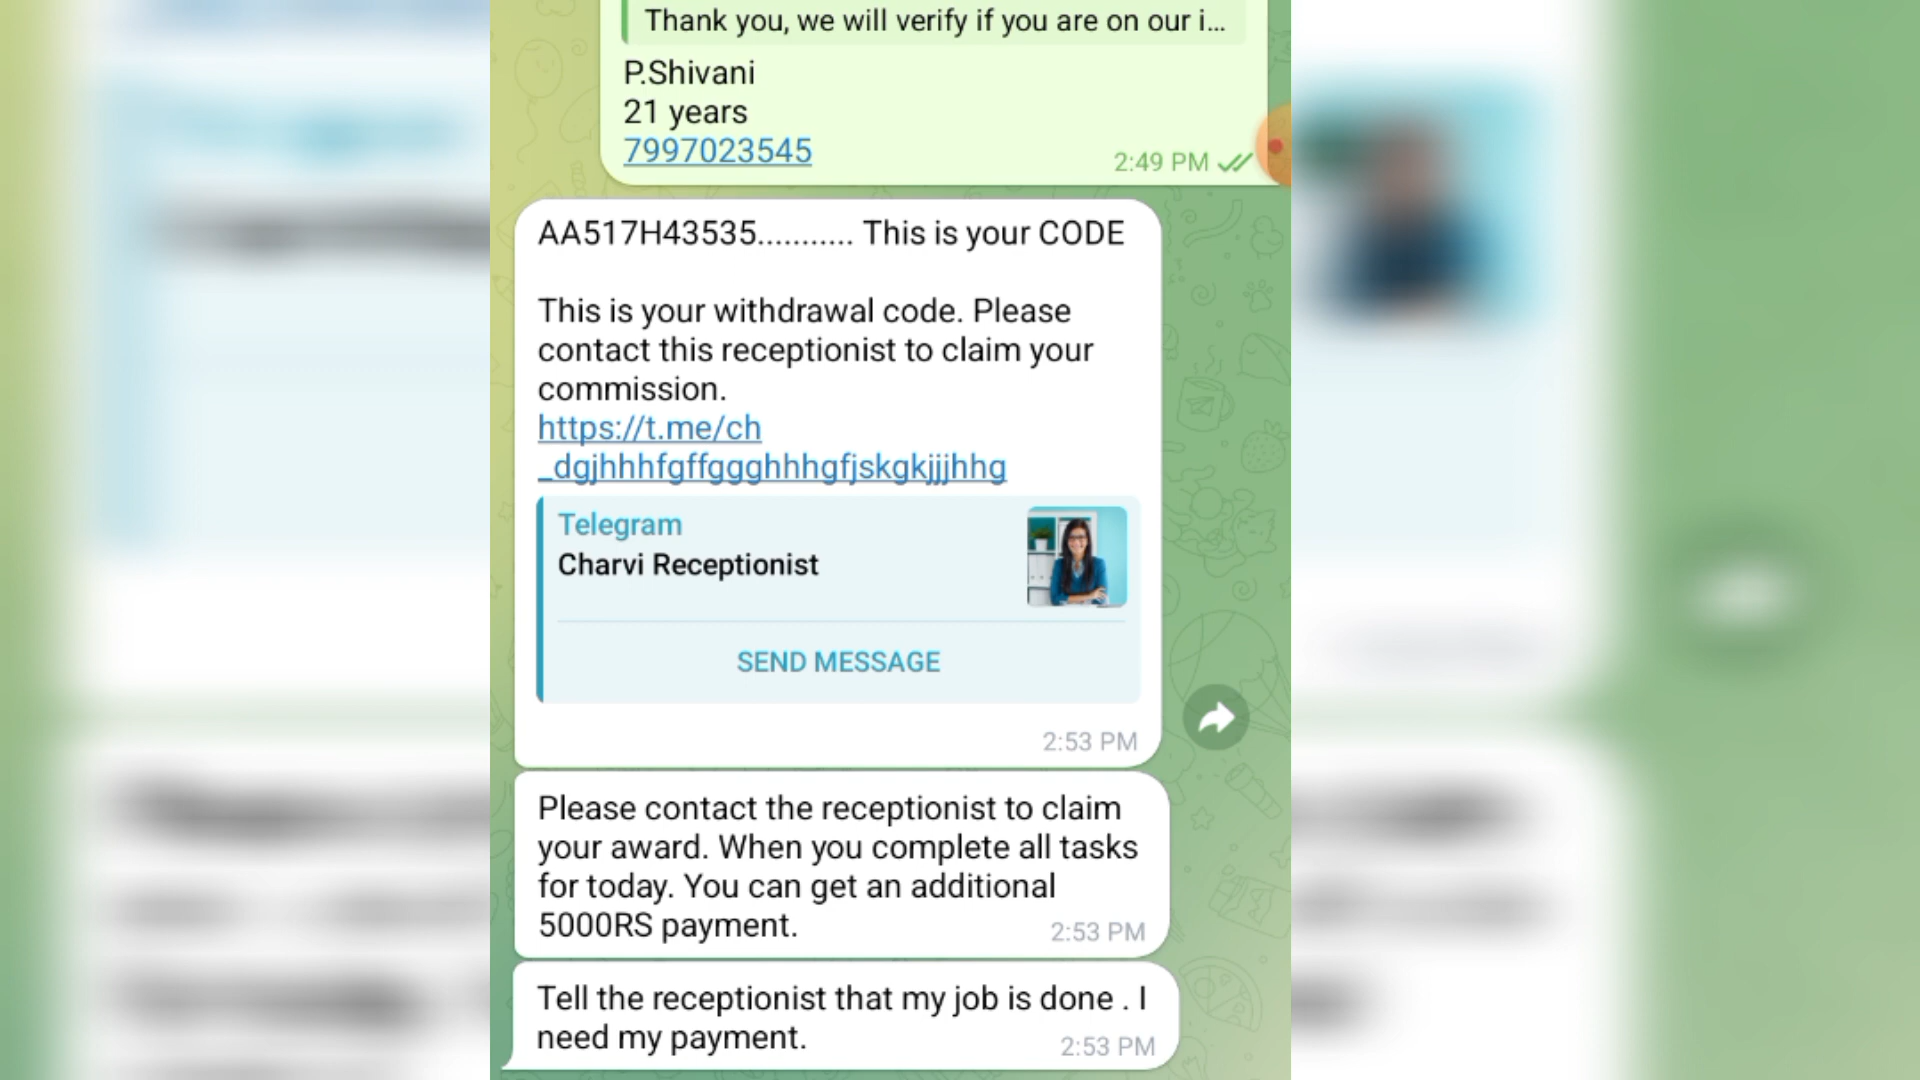 Thank you, we will verify if you are on our i...
P.Shivani
21 years
7997023545
2:49 PM
AA517H43535........... This is your CODE
This is your withdrawal code. Please
contact this receptionist to claim your
commission.
https://t.me/ch
_dgjhhhfgffggghhhgfjskgkjjjhhg
Telegram
Charvi Receptionist
SEND MESSAGE
2:53 PM
Please contact the receptionist to claim
your award. When you complete all tasks
for today. You can get an additional
5000RS payment.
2:53 PM
Tell the receptionist that my job is done . I
need my payment.
2:53 PM